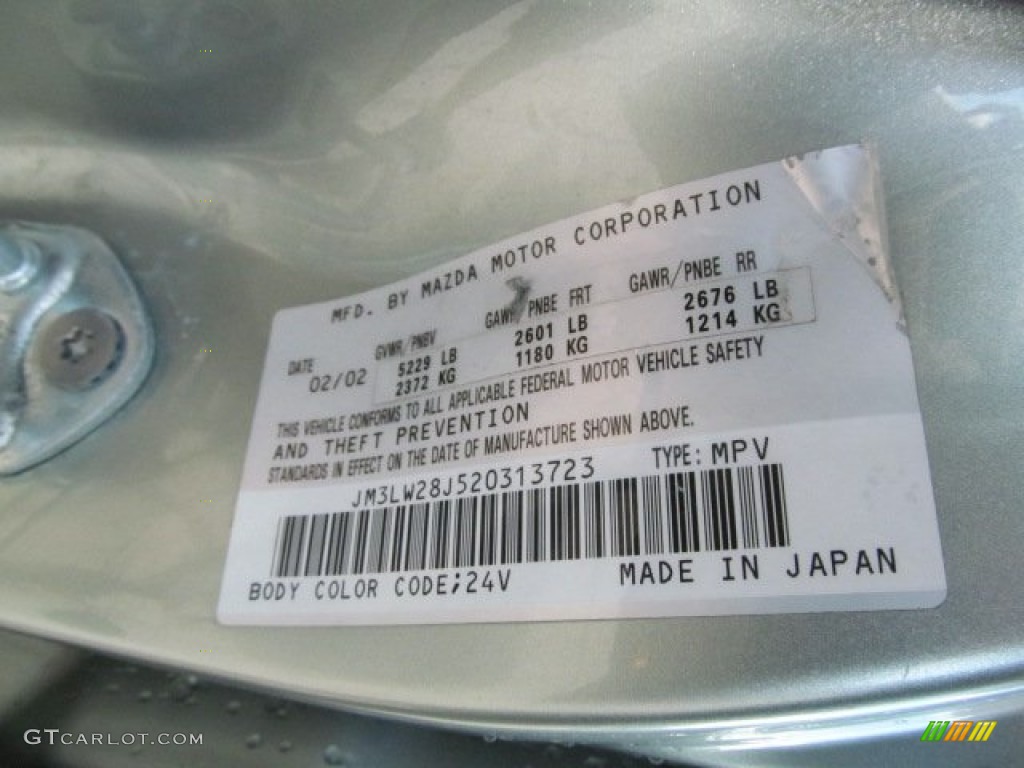 MFD. BY MAZDA MOTOR CORPORATION
DATE GVWR/PNBV GAWR/PNBE FRT GAWR/PNBE RR
02/02 5229 LB 2601 LB 2676 LB
2372 KG 1180 KG 1214 KG
THIS VEHICLE CONFORMS TO ALL APPLICABLE FEDERAL MOTOR VEHICLE SAFETY
AND THEFT PREVENTION
STANDARDS IN EFFECT ON THE DATE OF MANUFACTURE SHOWN ABOVE.
JM3LW28J520313723 TYPE: MPV
BODY COLOR CODE;24V MADE IN JAPAN
GTCARLOT.COM